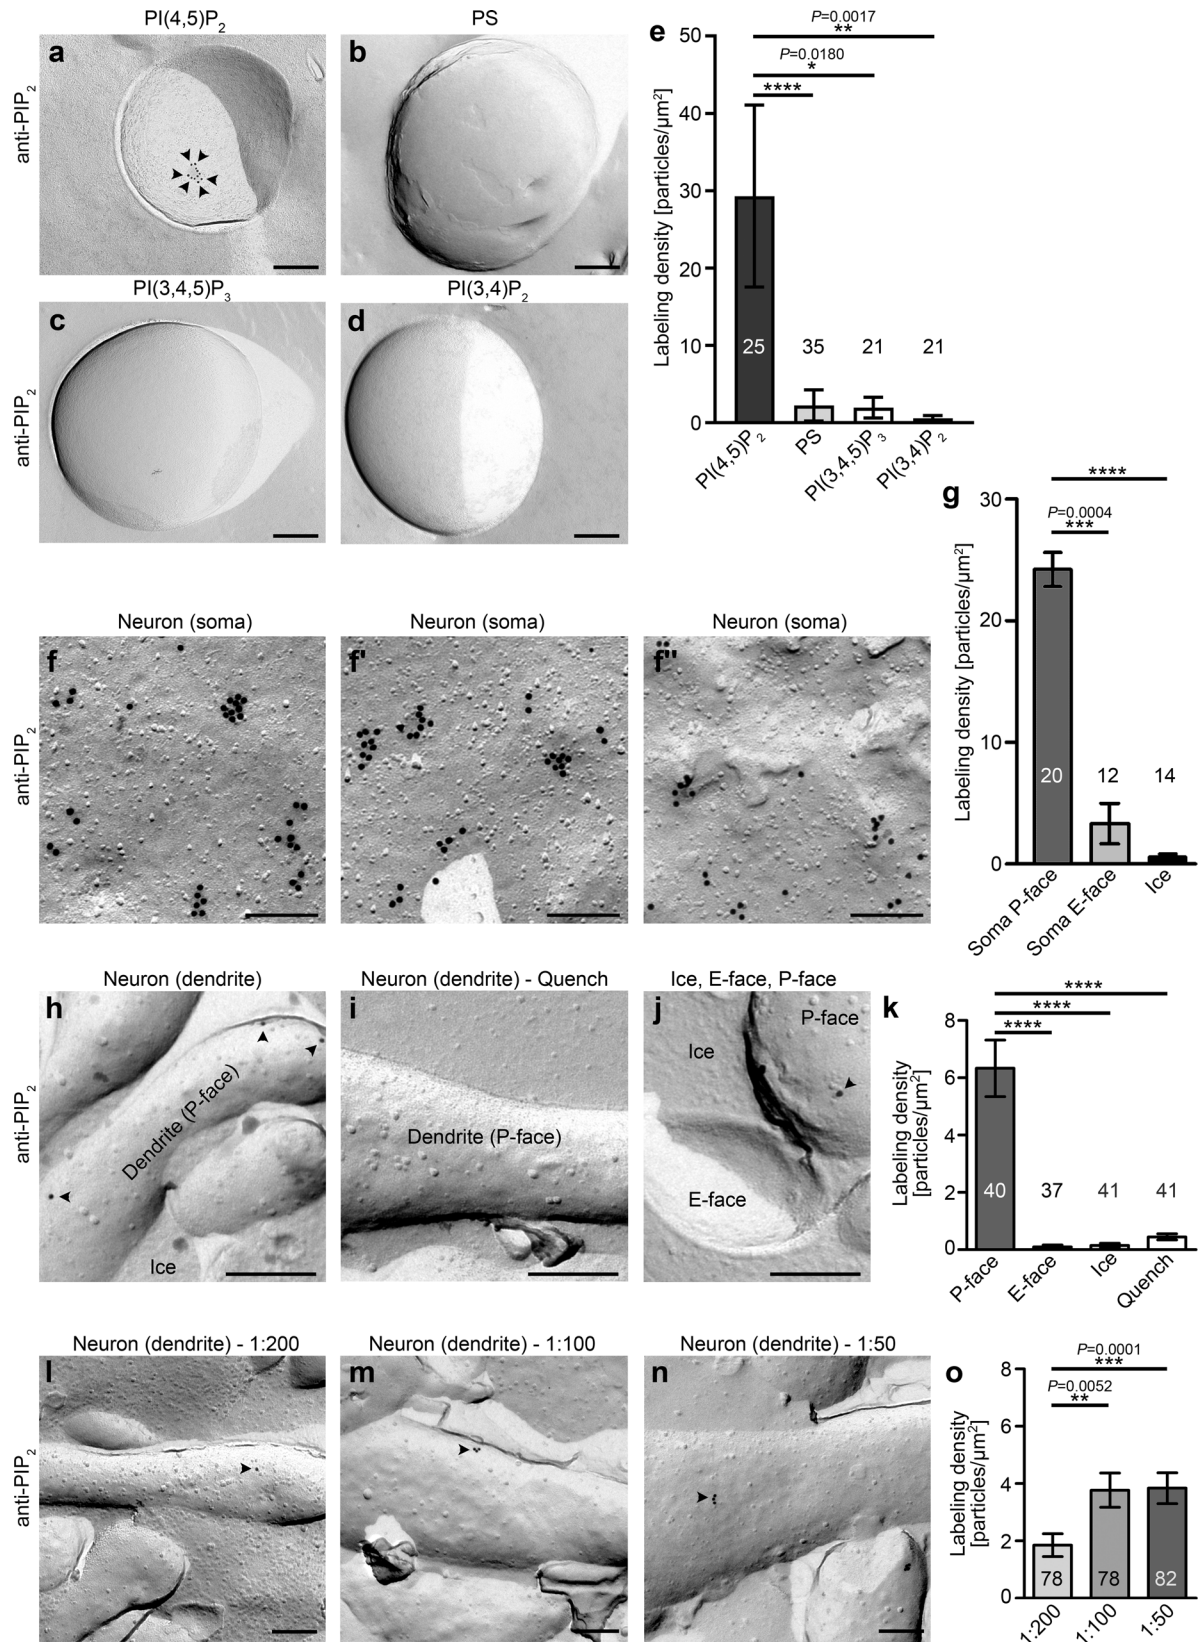 PI(4,5)P2
PS
anti-PIP2
a
b
PI(3,4,5)P3
PI(3,4)P2
anti-PIP2
c
d
e
P=0.0017
**
P=0.0180
*
****
Labeling density [particles/µm²]
50
40
30
20
10
0
25
35
21
21
PI(4,5)P2
PS
PI(3,4,5)P3
PI(3,4)P2
Neuron (soma)
Neuron (soma)
Neuron (soma)
anti-PIP2
f
f'
f''
g
****
P=0.0004
***
Labeling density [particles/µm²]
30
20
10
0
20
12
14
Soma P-face
Soma E-face
Ice
Neuron (dendrite)
Neuron (dendrite) - Quench
Ice, E-face, P-face
anti-PIP2
h
Dendrite (P-face)
Ice
i
Dendrite (P-face)
j
P-face
Ice
E-face
k
****
****
****
Labeling density
[particles/µm²]
8
6
4
2
0
40
37
41
41
P-face
E-face
Ice
Quench
Neuron (dendrite) - 1:200
Neuron (dendrite) - 1:100
Neuron (dendrite) - 1:50
anti-PIP2
l
m
n
o
P=0.0001
***
P=0.0052
**
Labeling density
[particles/µm²]
8
6
4
2
0
78
78
82
1:200
1:100
1:50